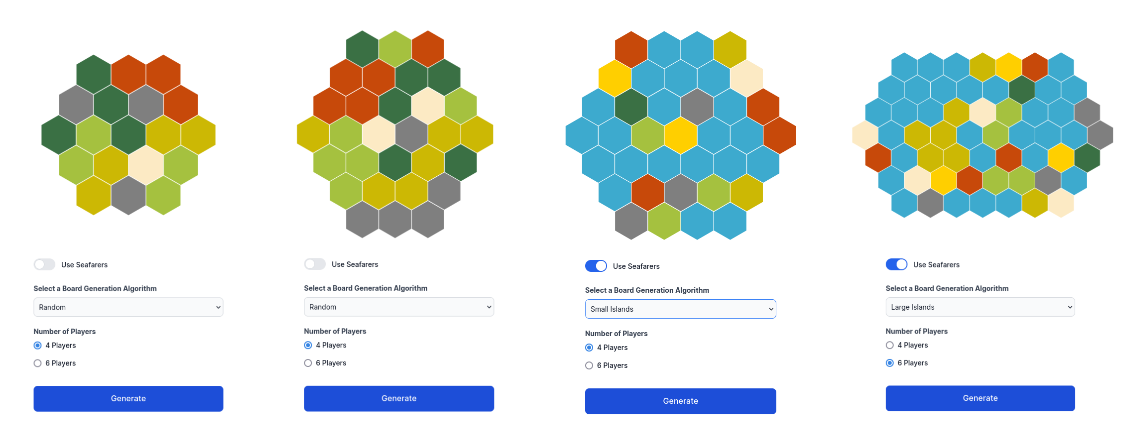 Use Seafarers
Select a Board Generation Algorithm
Random
Number of Players
4 Players
6 Players
Generate
Use Seafarers
Select a Board Generation Algorithm
Random
Number of Players
4 Players
6 Players
Generate
Use Seafarers
Select a Board Generation Algorithm
Small Islands
Number of Players
4 Players
6 Players
Generate
Use Seafarers
Select a Board Generation Algorithm
Large Islands
Number of Players
4 Players
6 Players
Generate